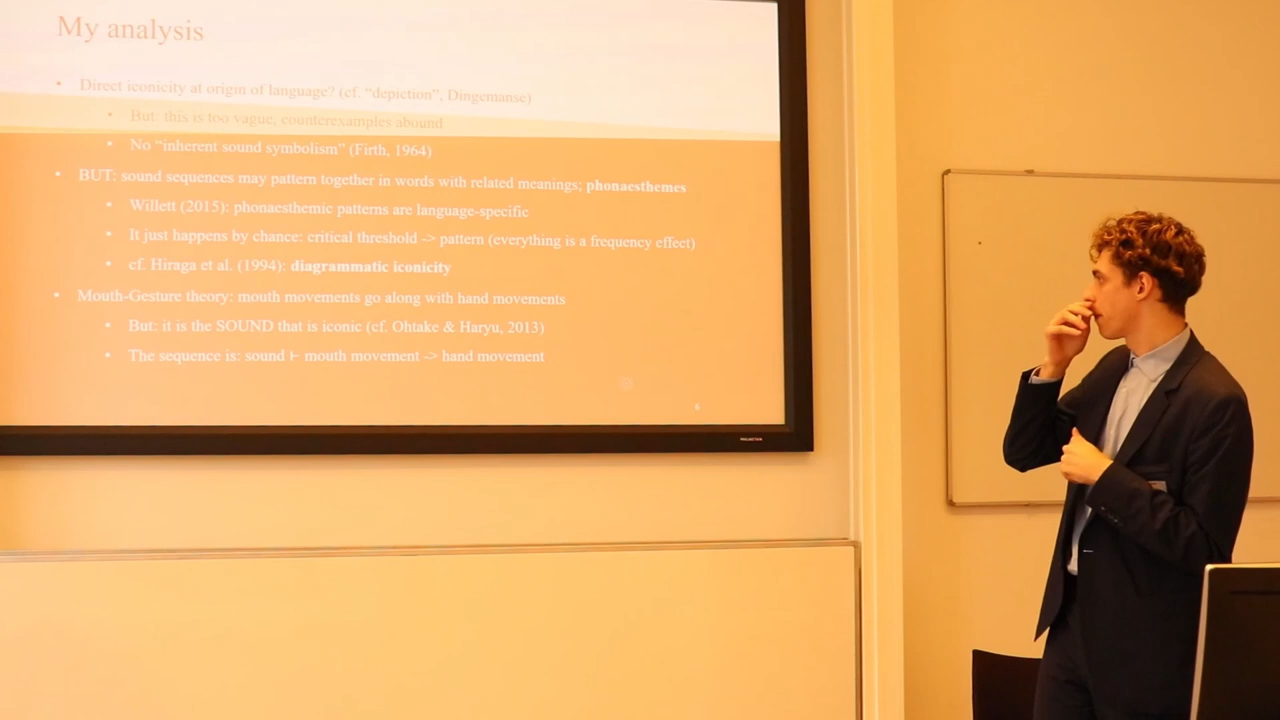 My analysis
• Direct iconicity at origin of language? (cf. “depiction”, Dingemanse)
• But: this is too vague, counterexamples abound
• No “inherent sound symbolism” (Firth, 1964)
• BUT: sound sequences may pattern together in words with related meanings; phonaesthemes
• Willett (2015): phonaesthemic patterns are language-specific
• It just happens by chance: critical threshold -> pattern (everything is a frequency effect)
• cf. Hiraga et al. (1994): diagrammatic iconicity
• Mouth-Gesture theory: mouth movements go along with hand movements
• But: it is the SOUND that is iconic (cf. Ohtake & Haryu, 2013)
• The sequence is: sound ⊢ mouth movement -> hand movement